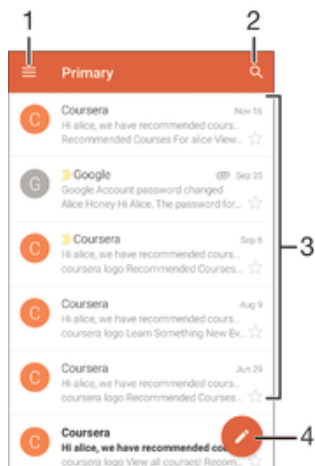 1
2
Primary
C
Coursera
Nov 16
Hi alice, we have recommended cours...
Recommended Courses For alice View...
G
Google
Sep 25
Google Account password changed
Alice Honey Hi Alice, The password for...
C
Coursera
Sep 6
Hi alice, we have recommended cours...
coursera logo Recommended Courses...
3
C
Coursera
Aug 9
Hi alice, we have recommended cours...
coursera logo Learn Something New Ev...
C
Coursera
Jun 29
Hi alice, we have recommended cours...
coursera logo Recommended Courses...
C
Coursera
Hi alice, we have recommended co
coursera logo View all courses! Recom...
4